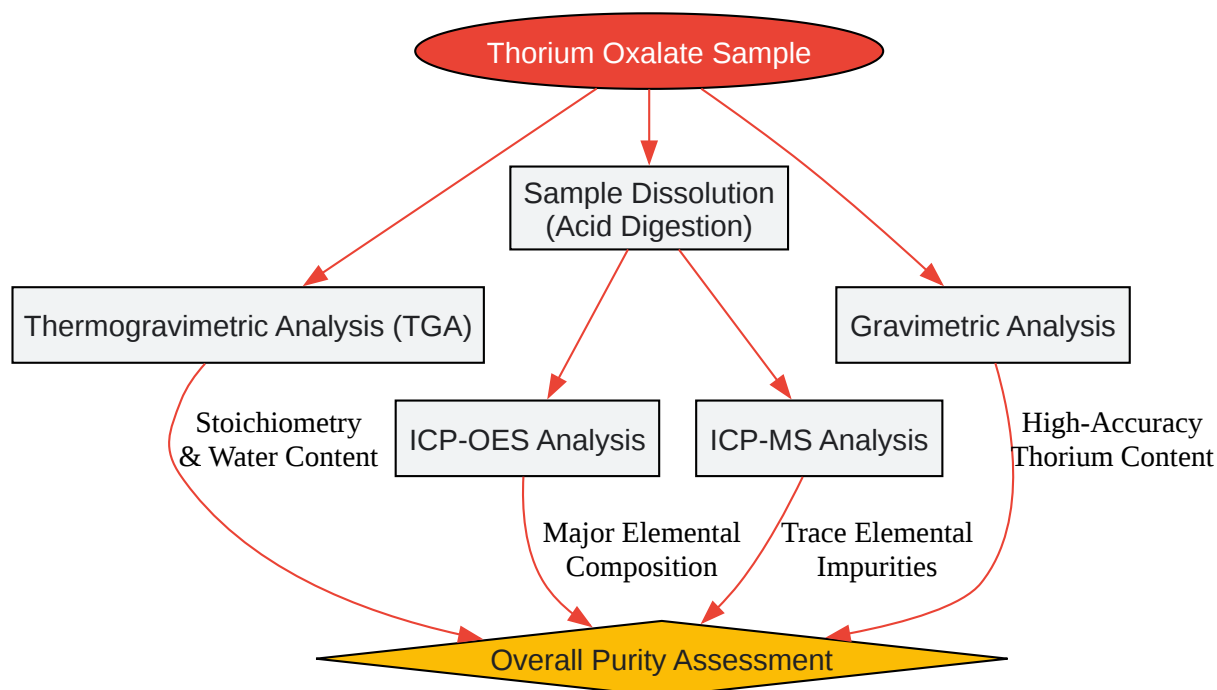 Thorium Oxalate Sample
Sample Dissolution
(Acid Digestion)
Thermogravimetric Analysis (TGA)
Gravimetric Analysis
Stoichiometry
& Water Content
ICP-OES Analysis
ICP-MS Analysis
High-Accuracy
Thorium Content
Major Elemental
Composition
Trace Elemental
Impurities
Overall Purity Assessment